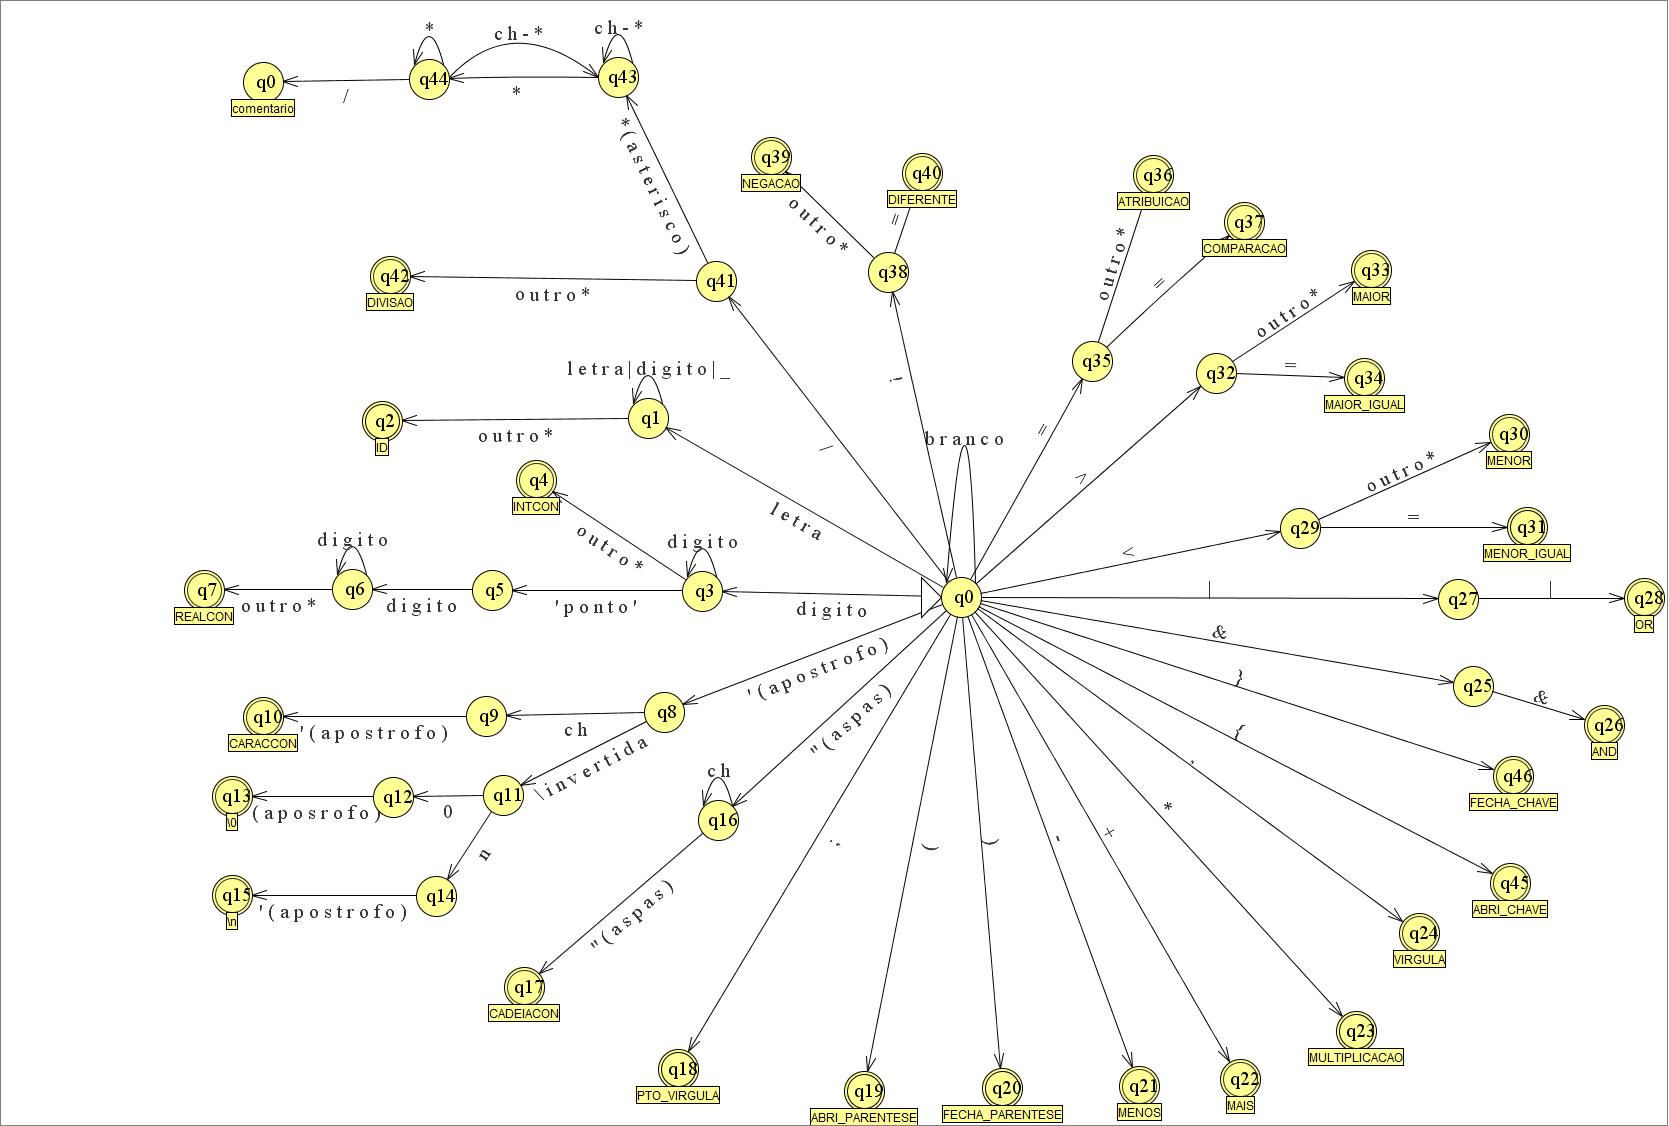 *
ch-*
ch-*
q44
q43
q0
comentario
/
*
*(asterisco)
q39
NEGACAO
q40
DIFERENTE
q36
ATRIBUICAO
q37
COMPARACAO
outro*
=
outro*
=
q42
DIVISAO
outro*
q41
q38
q33
MAIOR
outro*
q35
q32
=
q34
MAIOR_IGUAL
letra|digito|_
!
q2
ID
outro*
q1
/
branco
=
>
q30
MENOR
outro*
q4
INTCON
letra
q29
=
q31
MENOR_IGUAL
outro*
digito
digito
<
q7
REALCON
outro*
q6
digito
q5
'ponto'
q3
digito
q0
|
q27
|
q28
OR
&
'(apostrofo)
}
q25
&
q26
AND
q10
CARACCON
'(apostrofo)
q9
ch
q8
"(aspas)
{
\invertida
,
q46
FECHA_CHAVE
ch
q13
\0
(aposrofo)
q12
0
q11
q16
*
+
;
(
)
-
n
q15
\n
'(apostrofo)
q14
q45
ABRI_CHAVE
"(aspas)
q24
VIRGULA
q17
CADEIACON
q23
MULTIPLICACAO
q18
PTO_VIRGULA
q19
ABRI_PARENTESE
q20
FECHA_PARENTESE
q21
MENOS
q22
MAIS